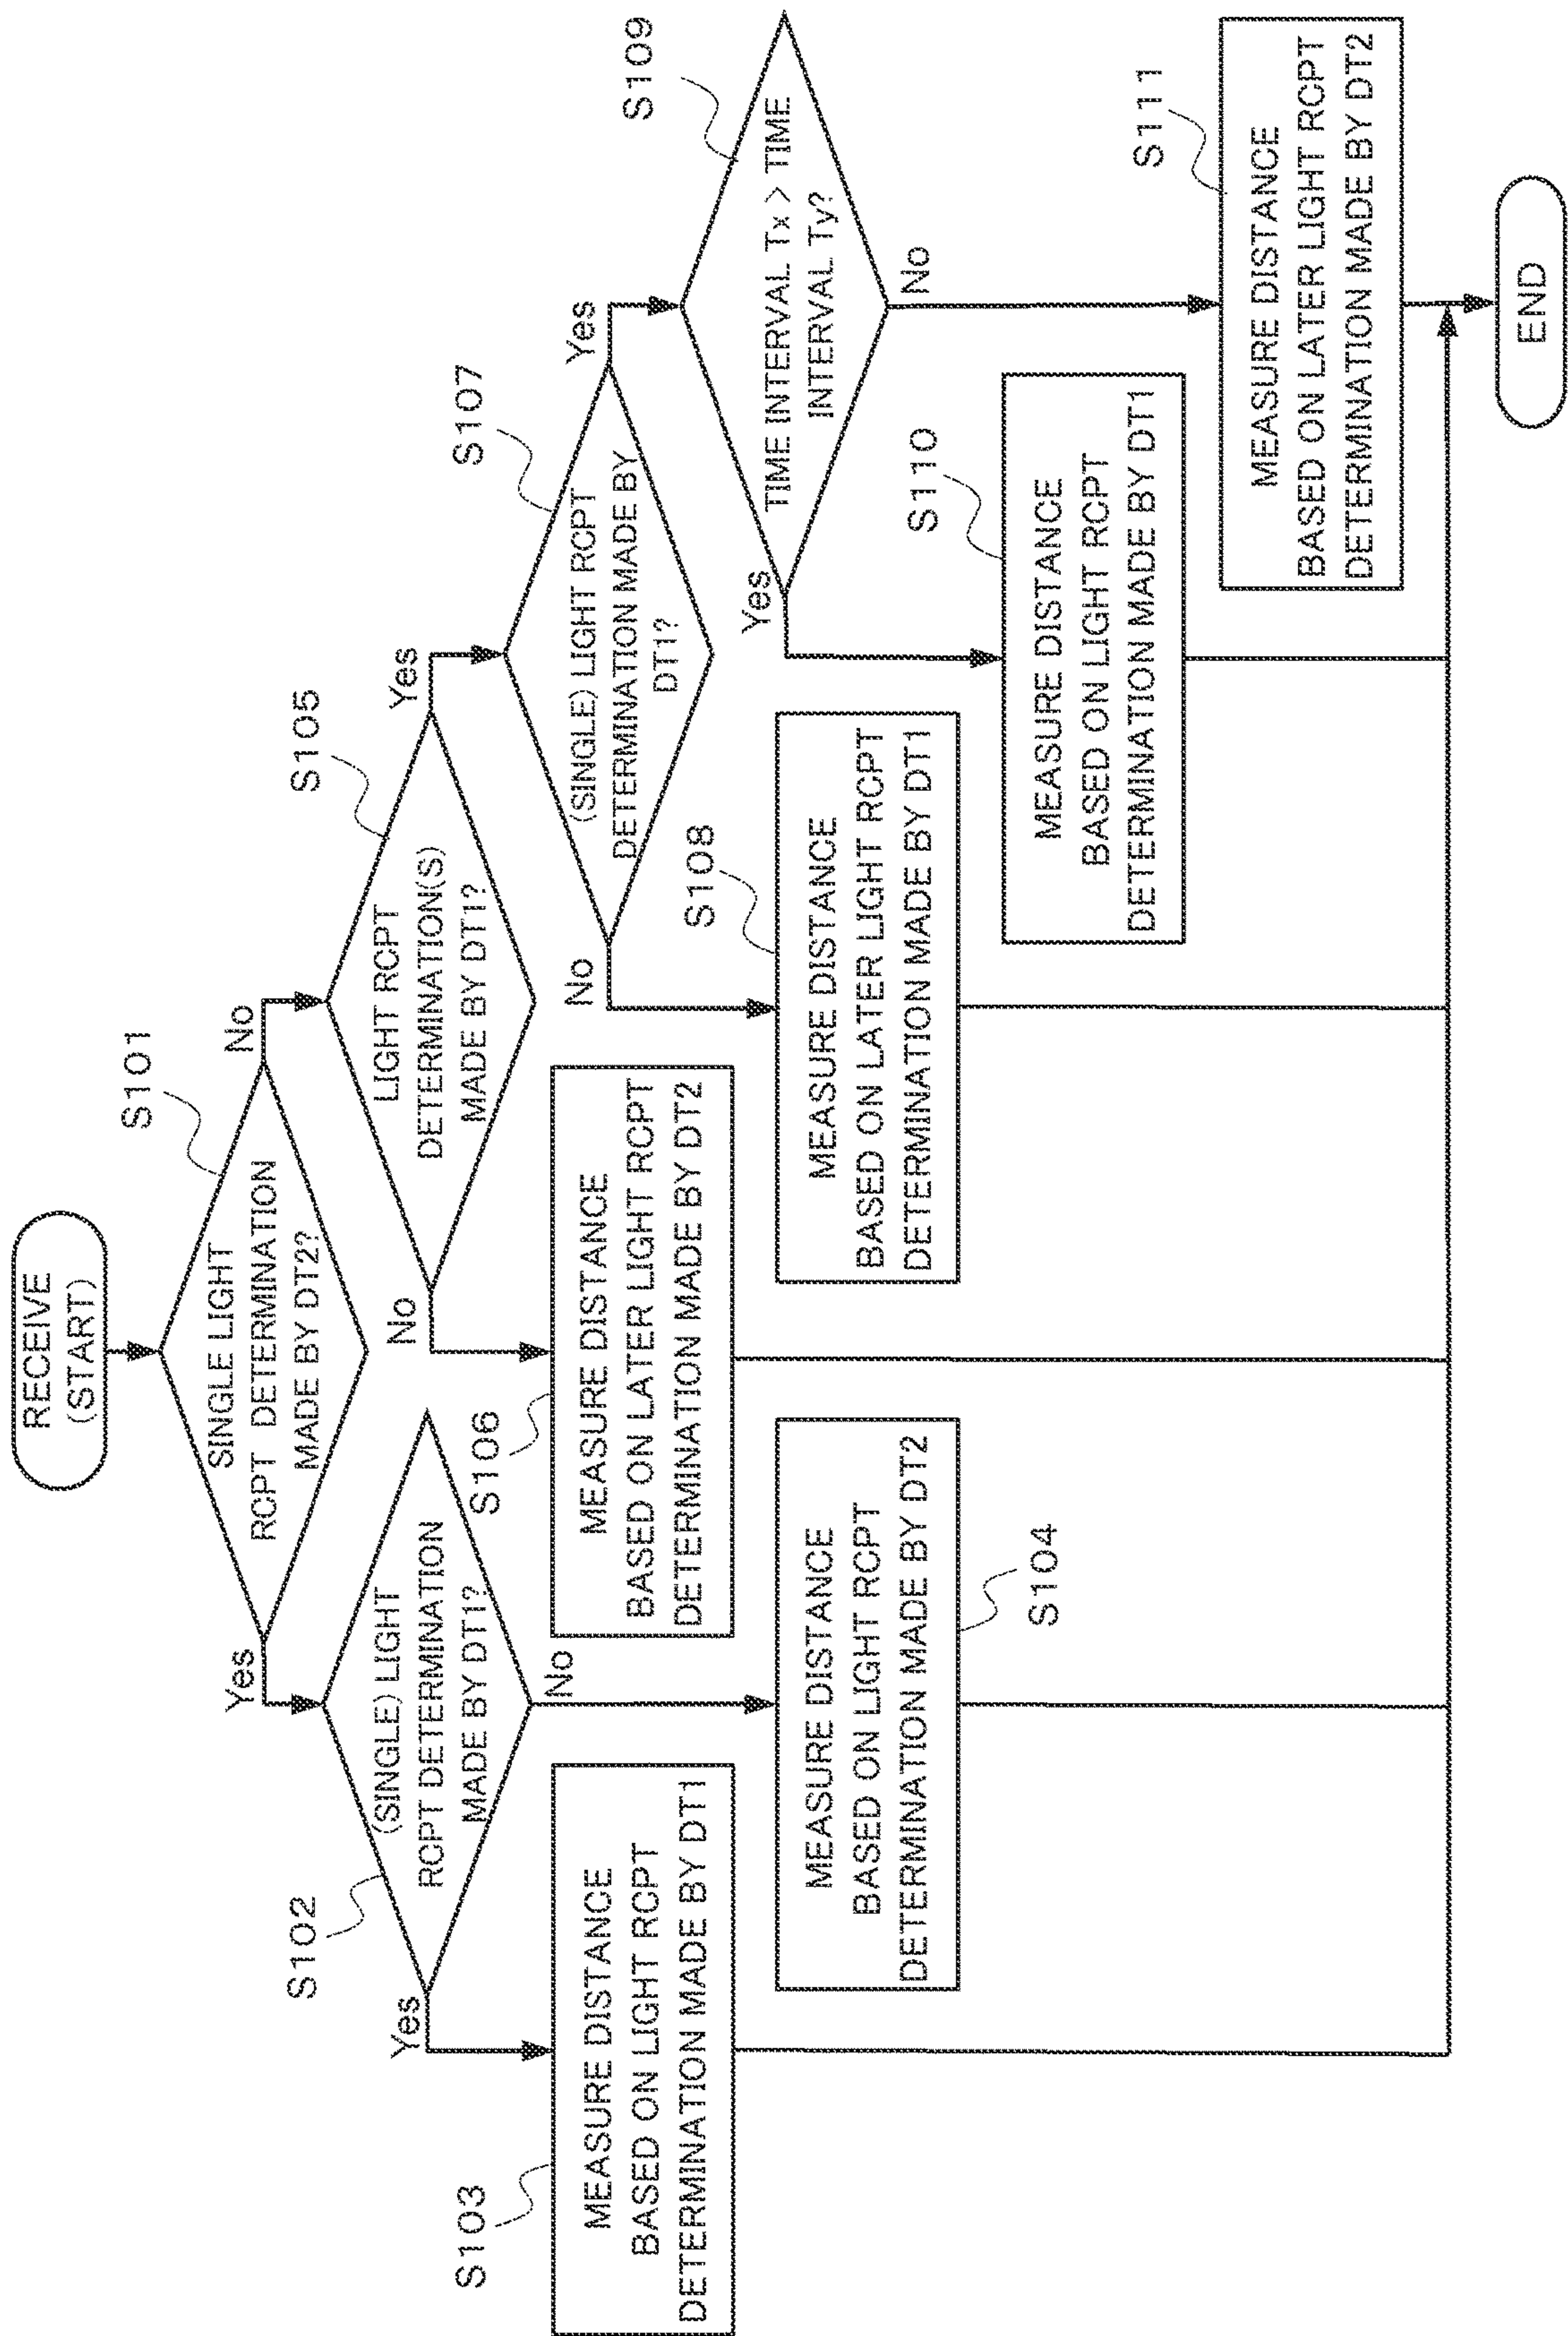 RECEIVE
(START)
S101
SINGLE LIGHT
RCPT DETERMINATION
MADE BY DT2?
Yes
No
S102
(SINGLE) LIGHT
RCPT DETERMINATION
MADE BY DT1?
Yes
No
S105
LIGHT RCPT
DETERMINATION(S)
MADE BY DT1?
No
Yes
S103
MEASURE DISTANCE
BASED ON LIGHT RCPT
DETERMINATION MADE BY DT1
S106
MEASURE DISTANCE
BASED ON LATER LIGHT RCPT
DETERMINATION MADE BY DT2
S107
(SINGLE) LIGHT RCPT
DETERMINATION MADE BY
DT1?
No
Yes
S104
MEASURE DISTANCE
BASED ON LIGHT RCPT
DETERMINATION MADE BY DT2
S108
MEASURE DISTANCE
BASED ON LATER LIGHT RCPT
DETERMINATION MADE BY DT1
S109
TIME INTERVAL Tx > TIME
INTERVAL Ty?
Yes
No
S110
MEASURE DISTANCE
BASED ON LIGHT RCPT
DETERMINATION MADE BY DT1
S111
MEASURE DISTANCE
BASED ON LATER LIGHT RCPT
DETERMINATION MADE BY DT2
END